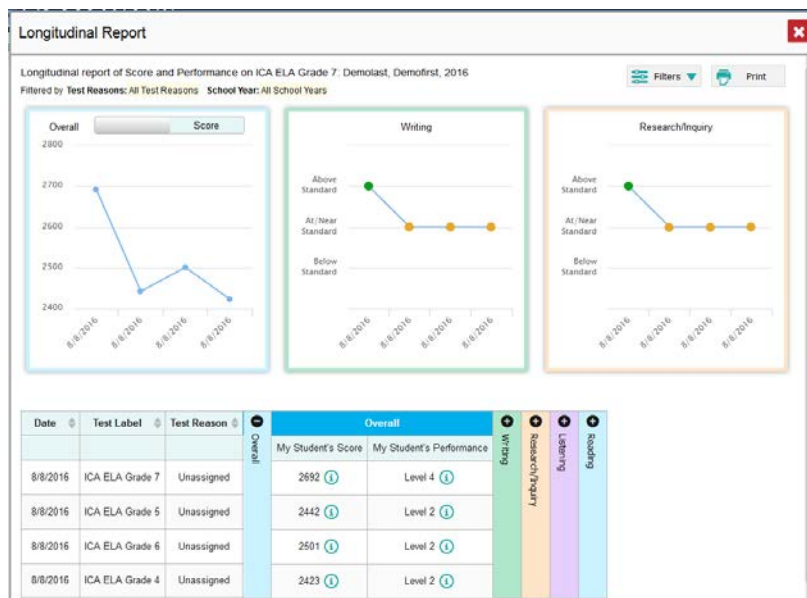 Longitudinal Report
Longitudinal report of Score and Performance on ICA ELA Grade 7: Demolast, Demofirst, 2016
Filters
Print
Filtered by Test Reasons: All Test Reasons School Year: All School Years
Overall
Score
2800
2700
2600
2500
2400
8/8/2016
8/8/2016
8/8/2016
8/8/2016
Writing
Above
Standard
At/Near
Standard
Below
Standard
8/8/2016
8/8/2016
8/8/2016
8/8/2016
Research/Inquiry
Above
Standard
At/Near
Standard
Below
Standard
8/8/2016
8/8/2016
8/8/2016
8/8/2016
Date Test Label Test Reason Overall Overall Writing Research/Inquiry Listening Reading
My Student's Score My Student's Performance
8/8/2016 ICA ELA Grade 7 Unassigned 2692 Level 4
8/8/2016 ICA ELA Grade 5 Unassigned 2442 Level 2
8/8/2016 ICA ELA Grade 6 Unassigned 2501 Level 2
8/8/2016 ICA ELA Grade 4 Unassigned 2423 Level 2